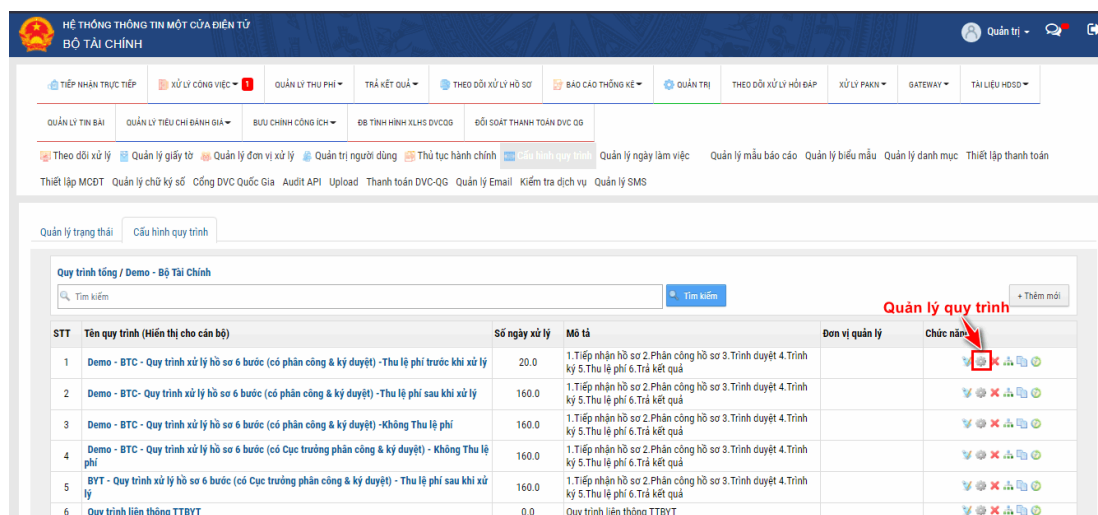 HỆ THỐNG THÔNG TIN MỘT CỬA ĐIỆN TỬ
BỘ TÀI CHÍNH
Quản trị
TIẾP NHẬN TRỰC TIẾP XỬ LÝ CÔNG VIỆC 1 QUẢN LÝ THU PHÍ TRẢ KẾT QUẢ THEO DÕI XỬ LÝ HỒ SƠ BÁO CÁO THỐNG KÊ QUẢN TRỊ THEO DÕI XỬ LÝ HỎI ĐÁP XỬ LÝ PAKN GATEWAY TÀI LIỆU HDSD
QUẢN LÝ TIN BÀI QUẢN LÝ TIÊU CHÍ ĐÁNH GIÁ BƯU CHÍNH CÔNG ÍCH ĐB TÌNH HÌNH XLHS DVCQG ĐỐI SOÁT THANH TOÁN DVC QG
Theo dõi xử lý Quản lý giấy tờ Quản lý đơn vị xử lý Quản trị người dùng Thủ tục hành chính Cấu hình quy trình Quản lý ngày làm việc Quản lý mẫu báo cáo Quản lý biểu mẫu Quản lý danh mục Thiết lập thanh toán
Thiết lập MCĐT Quản lý chữ ký số Cổng DVC Quốc Gia Audit API Upload Thanh toán DVC-QG Quản lý Email Kiểm tra dịch vụ Quản lý SMS
Quản lý trạng thái Cấu hình quy trình
Quy trình tổng / Demo - Bộ Tài Chính
Tìm kiếm Tìm kiếm + Thêm mới
Quản lý quy trình
STT Tên quy trình (Hiển thị cho cán bộ) Số ngày xử lý Mô tả Đơn vị quản lý Chức năng
1 Demo - BTC - Quy trình xử lý hồ sơ 6 bước (có phân công & ký duyệt) -Thu lệ phí trước khi xử lý 20.0 1.Tiếp nhận hồ sơ 2.Phân công hồ sơ 3.Trình duyệt 4.Trình
ký 5.Thu lệ phí 6.Trả kết quả
2 Demo - BTC- Quy trình xử lý hồ sơ 6 bước (có phân công & ký duyệt) -Thu lệ phí sau khi xử lý 160.0 1.Tiếp nhận hồ sơ 2.Phân công hồ sơ 3.Trình duyệt 4.Trình
ký 5.Thu lệ phí 6.Trả kết quả
3 Demo - BTC - Quy trình xử lý hồ sơ 6 bước (có phân công & ký duyệt) -Không Thu lệ phí 160.0 1.Tiếp nhận hồ sơ 2.Phân công hồ sơ 3.Trình duyệt 4.Trình
ký 5.Thu lệ phí 6.Trả kết quả
4 Demo - BTC - Quy trình xử lý hồ sơ 6 bước (có Cục trưởng phân công & ký duyệt) - Không Thu lệ
phí 160.0 1.Tiếp nhận hồ sơ 2.Phân công hồ sơ 3.Trình duyệt 4.Trình
ký 5.Thu lệ phí 6.Trả kết quả
5 BYT - Quy trình xử lý hồ sơ 6 bước (có Cục trưởng phân công & ký duyệt) - Thu lệ phí sau khi xử
lý 160.0 1.Tiếp nhận hồ sơ 2.Phân công hồ sơ 3.Trình duyệt 4.Trình
ký 5.Thu lệ phí 6.Trả kết quả
6 Quy trình liên thông TTBYT 0.0 Quy trình liên thông TTBYT